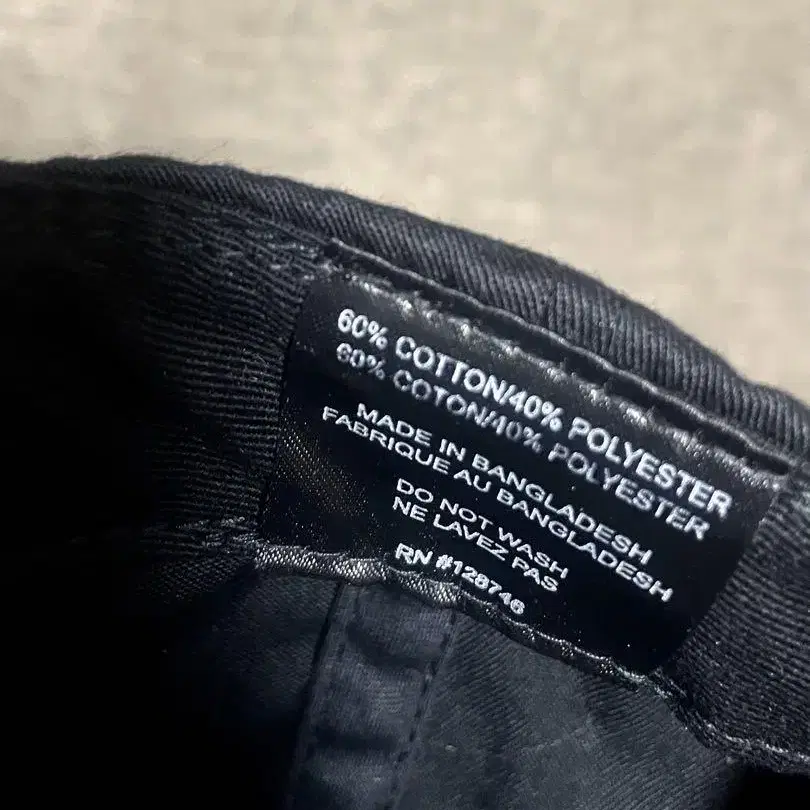 60% COTTON/40% POLYESTER
60% COTON/40% POLYESTER
MADE IN BANGLADESH
FABRIQUE AU BANGLADESH
DO NOT WASH
NE LAVEZ PAS
RN #128746